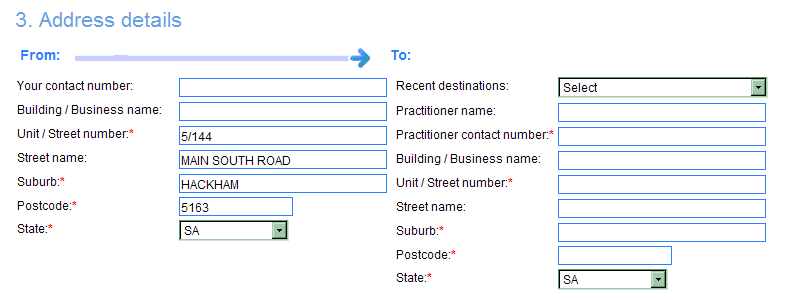 3. Address details
From:
Your contact number:
Building / Business name:
Unit / Street number:* 5/144
Street name: MAIN SOUTH ROAD
Suburb:* HACKHAM
Postcode:* 5163
State:* SA
To:
Recent destinations: Select
Practitioner name:
Practitioner contact number:*
Building / Business name:
Unit / Street number:*
Street name:
Suburb:*
Postcode:*
State:* SA